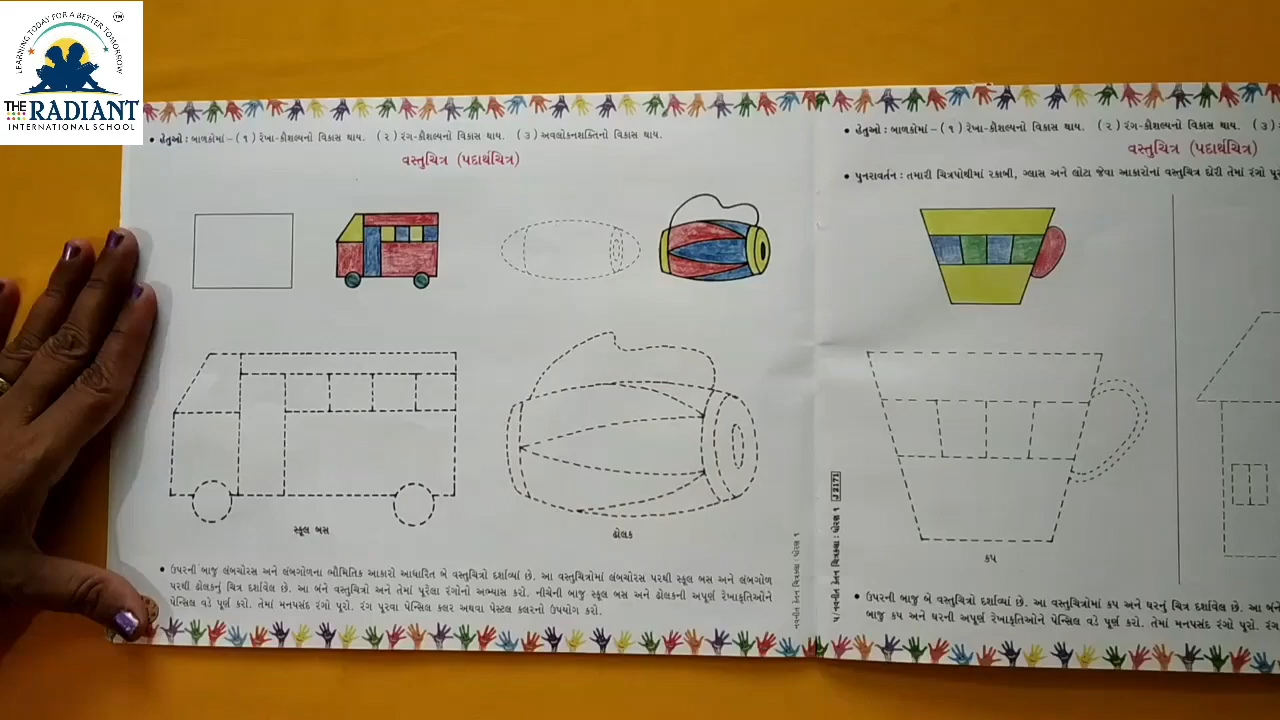 LEARNING TODAY FOR A BETTER TOMORROW
TM
THE RADIANT
INTERNATIONAL SCHOOL
• હેતુઓ : બાળકોમાં – (૧) રેખા-કૌશલ્યનો વિકાસ થાય. (૨) રંગ-કૌશલ્યનો વિકાસ થાય. (૩) અવલોકનશક્તિનો વિકાસ થાય.
વસ્તુચિત્ર (પદાર્થચિત્ર)
સ્કૂલ બસ
ઢોલક
• ઉપરની બાજુ લંબચોરસ અને લંબગોળના ભૌમિતિક આકારો આધારિત બે વસ્તુચિત્રો દર્શાવ્યાં છે. આ વસ્તુચિત્રોમાં લંબચોરસ પરથી સ્કૂલ બસ અને લંબગોળ
પરથી ઢોલકનું ચિત્ર દર્શાવેલ છે. આ બંને વસ્તુચિત્રો અને તેમાં પૂરેલા રંગોનો અભ્યાસ કરો. નીચેની બાજુ સ્કૂલ બસ અને ઢોલકની અપૂર્ણ રેખાકૃતિઓને
પેન્સિલ વડે પૂર્ણ કરો. તેમાં મનપસંદ રંગો પૂરો. રંગ પૂરવા પેન્સિલ કલર અથવા પેસ્ટલ કલરનો ઉપયોગ કરો.
• હેતુઓ : બાળકોમાં – (૧) રેખા-કૌશલ્યનો વિકાસ થાય. (૨) રંગ-કૌશલ્યનો વિકાસ થાય. (૩)
વસ્તુચિત્ર (પદાર્થચિત્ર)
• પુનરાવર્તન : તમારી ચિત્રપોથીમાં રકાબી, ગ્લાસ અને લોટા જેવા આકારોનાં વસ્તુચિત્ર દોરી તેમાં રંગો
J 2171
કપ
• ઉપરની બાજુ બે વસ્તુચિત્રો દર્શાવ્યાં છે. આ વસ્તુચિત્રોમાં કપ અને ઘરનું ચિત્ર દર્શાવેલ છે. આ
બાજુ કપ અને ઘરની અપૂર્ણ રેખાકૃતિઓને પેન્સિલ વડે પૂર્ણ કરો. તેમાં મનપસંદ રંગો પૂરો. રંગ